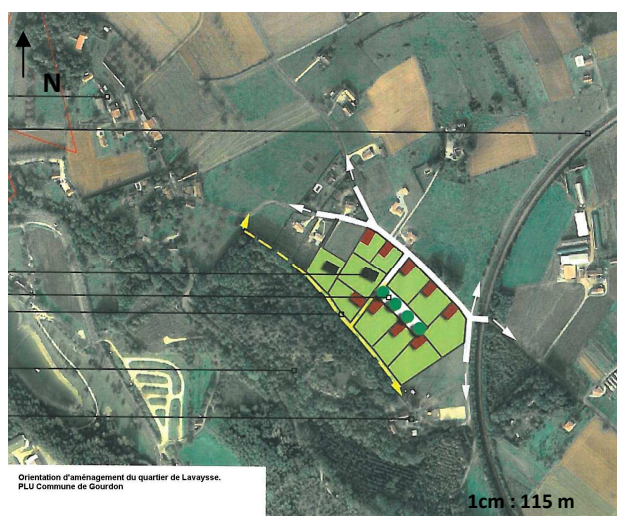 N
Orientation d'aménagement du quartier de Lavaysse.
PLU Commune de Gourdon
1cm : 115 m